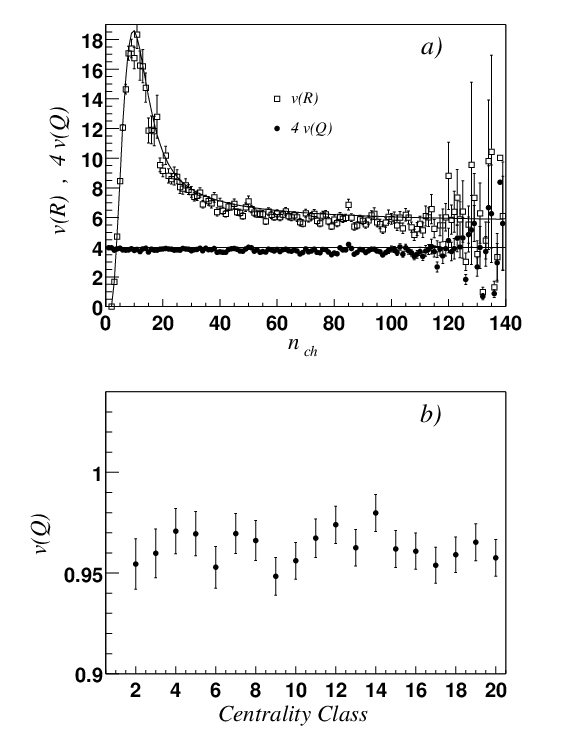 a)
v(R) , 4 v(Q)
18
16
14
12
10
8
6
4
2
0
v(R)
4 v(Q)
0 20 40 60 80 100 120 140
n ch
b)
v(Q)
1
0.95
0.9
2 4 6 8 10 12 14 16 18 20
Centrality Class